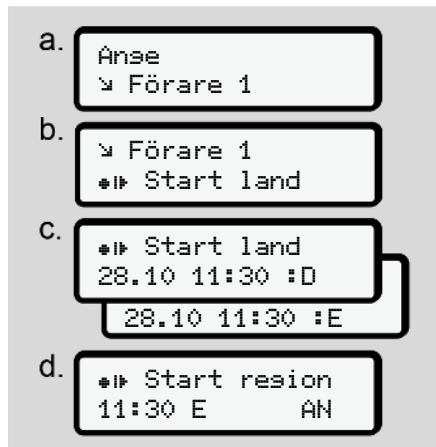 a.
Ange
↘ Förare 1
b.
↘ Förare 1
●I▶ Start land
c.
●I▶ Start land
28.10 11:30 :D
28.10 11:30 :E
d.
●I▶ Start region
11:30 E AN